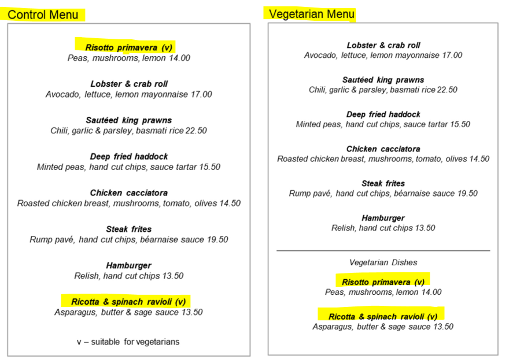 Control Menu
Risotto primavera (v)
Peas, mushrooms, lemon 14.00
Lobster & crab roll
Avocado, lettuce, lemon mayonnaise 17.00
Sautéed king prawns
Chili, garlic & parsley, basmati rice 22.50
Deep fried haddock
Minted peas, hand cut chips, sauce tartar 15.50
Chicken cacciatora
Roasted chicken breast, mushrooms, tomato, olives 14.50
Steak frites
Rump pavé, hand cut chips, béarnaise sauce 19.50
Hamburger
Relish, hand cut chips 13.50
Ricotta & spinach ravioli (v)
Asparagus, butter & sage sauce 13.50
v – suitable for vegetarians
Vegetarian Menu
Lobster & crab roll
Avocado, lettuce, lemon mayonnaise 17.00
Sautéed king prawns
Chili, garlic & parsley, basmati rice 22.50
Deep fried haddock
Minted peas, hand cut chips, sauce tartar 15.50
Chicken cacciatora
Roasted chicken breast, mushrooms, tomato, olives 14.50
Steak frites
Rump pavé, hand cut chips, béarnaise sauce 19.50
Hamburger
Relish, hand cut chips 13.50
Vegetarian Dishes
Risotto primavera (v)
Peas, mushrooms, lemon 14.00
Ricotta & spinach ravioli (v)
Asparagus, butter & sage sauce 13.50